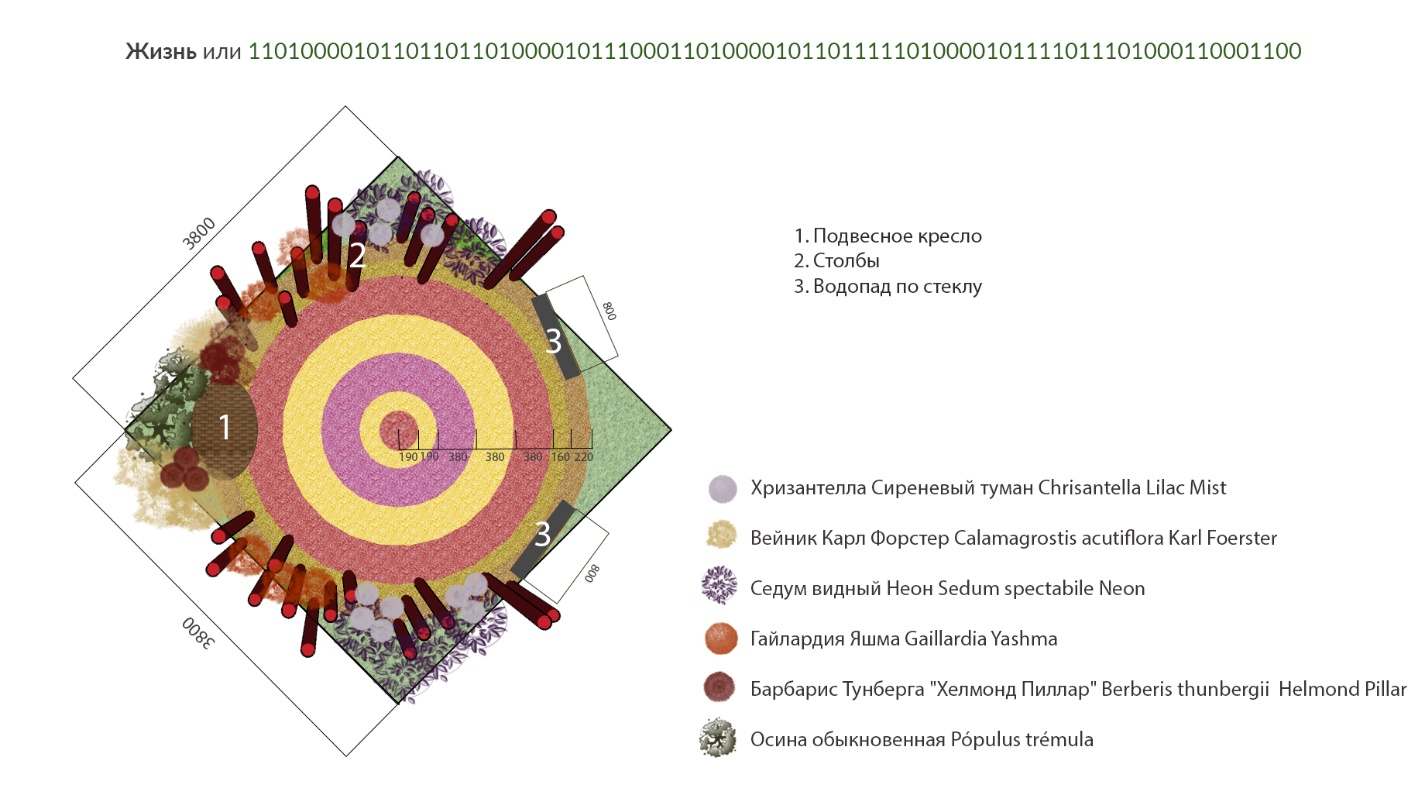 Жизнь или 11010000101101101101000010111000110100001011011111010000101111011101000110001100
3800
1. Подвесное кресло
2. Столбы
3. Водопад по стеклу
2
800
3
1
190 190 380 380 380 160 220
Хризантелла Сиреневый туман Chrisantella Lilac Mist
3
Вейник Карл Форстер Calamagrostis acutiflora Karl Foerster
800
Седум видный Неон Sedum spectabile Neon
3800
Гайлардия Яшма Gaillardia Yashma
Барбарис Тунберга "Хелмонд Пиллар" Berberis thunbergii Helmond Pillar
Осина обыкновенная Pópulus trémula